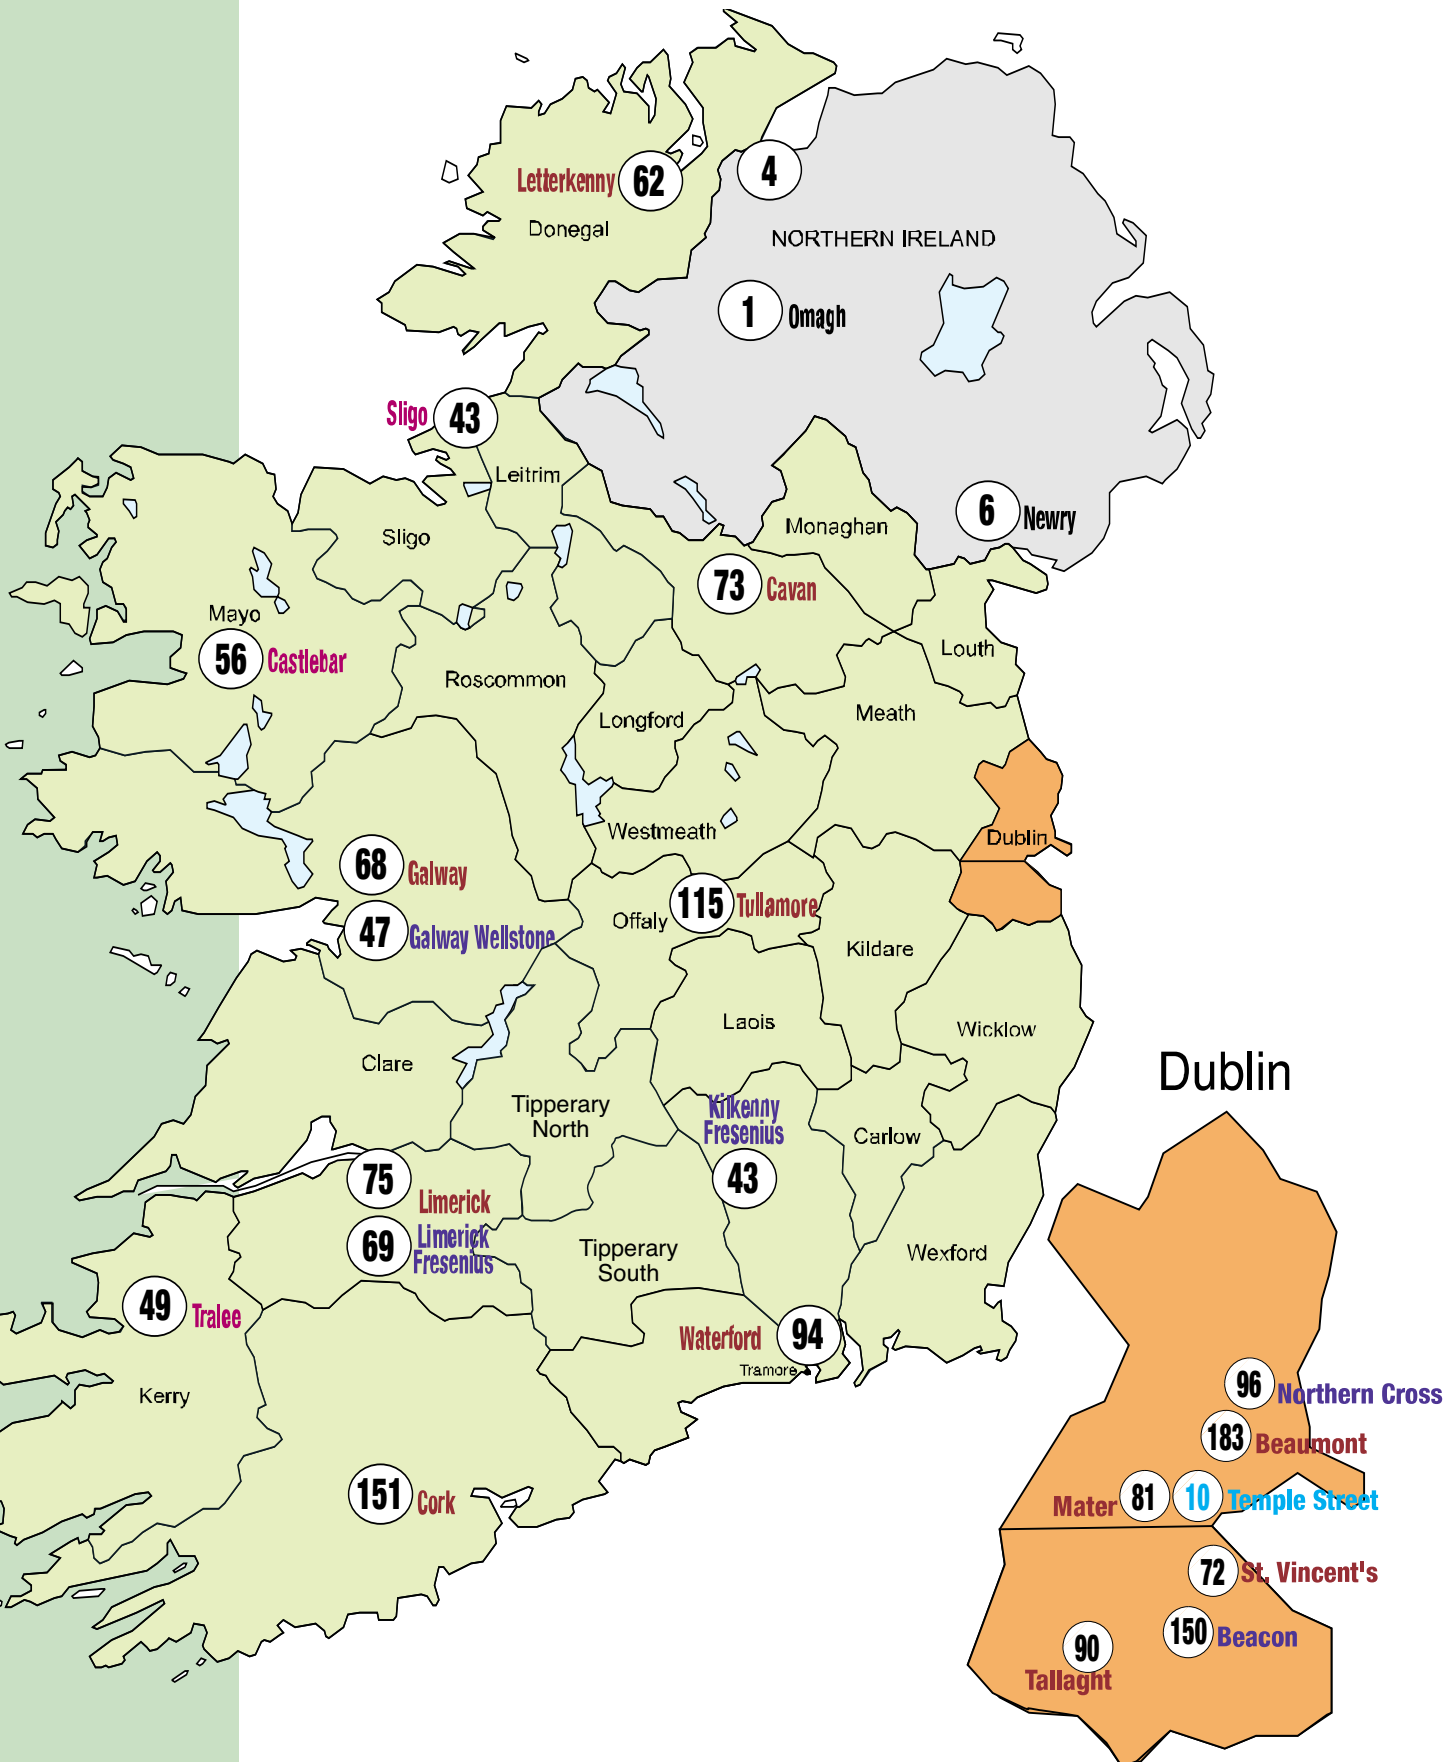 Letterkenny 62
4
Donegal
NORTHERN IRELAND
1 Omagh
Sligo 43
Leitrim
6 Newry
Monaghan
Sligo
73 Cavan
Mayo
56 Castlebar
Louth
Roscommon
Longford
Meath
Westmeath
Dublin
68 Galway
115 Tullamore
Offaly
47 Galway Wellstone
Kildare
Laois
Wicklow
Clare
Dublin
Tipperary
North
Kilkenny
Fresenius
43
Carlow
75
Limerick
69 Limerick
Fresenius
Tipperary
South
Wexford
49 Tralee
Waterford 94
Tramore
Kerry
96 Northern Cross
183 Beaumont
151 Cork
Mater 81 10 Temple Street
72 St. Vincent's
150 Beacon
90
Tallaght